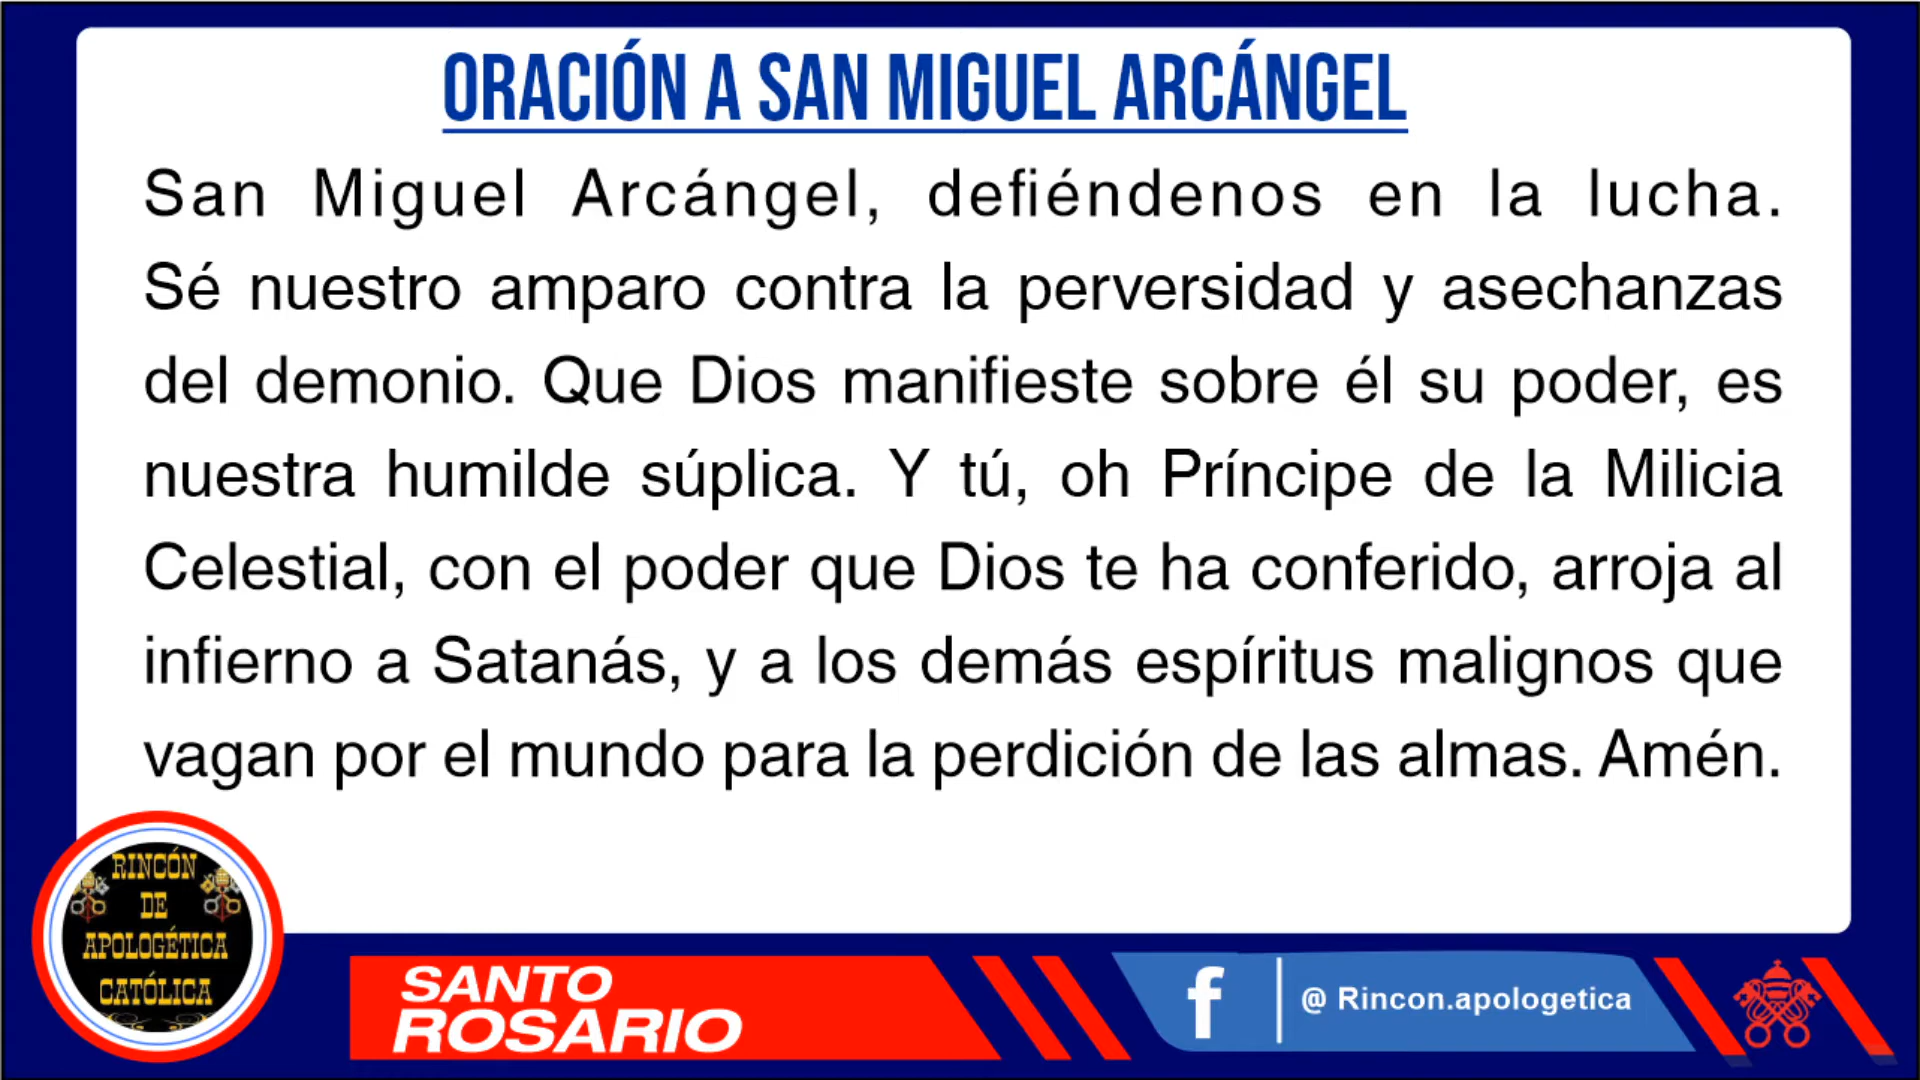 ORACIÓN A SAN MIGUEL ARCÁNGEL
San Miguel Arcángel, defiéndenos en la lucha.
Sé nuestro amparo contra la perversidad y asechanzas
del demonio. Que Dios manifieste sobre él su poder, es
nuestra humilde súplica. Y tú, oh Príncipe de la Milicia
Celestial, con el poder que Dios te ha conferido, arroja al
infierno a Satanás, y a los demás espíritus malignos que
vagan por el mundo para la perdición de las almas. Amén.
RINCÓN
DE
APOLOGÉTICA
CATÓLICA
SANTO
ROSARIO
f
@ Rincon.apologetica